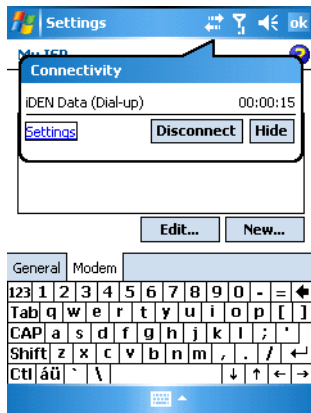 Settings ok
My ISP
Connectivity
iDEN Data (Dial-up) 00:00:15
Settings Disconnect Hide
Edit... New...
General Modem
123 1 2 3 4 5 6 7 8 9 0 - =
Tab q w e r t y u i o p [ ]
CAP a s d f g h j k l ; '
Shift z x c v b n m , . /
Ctl áü ` \